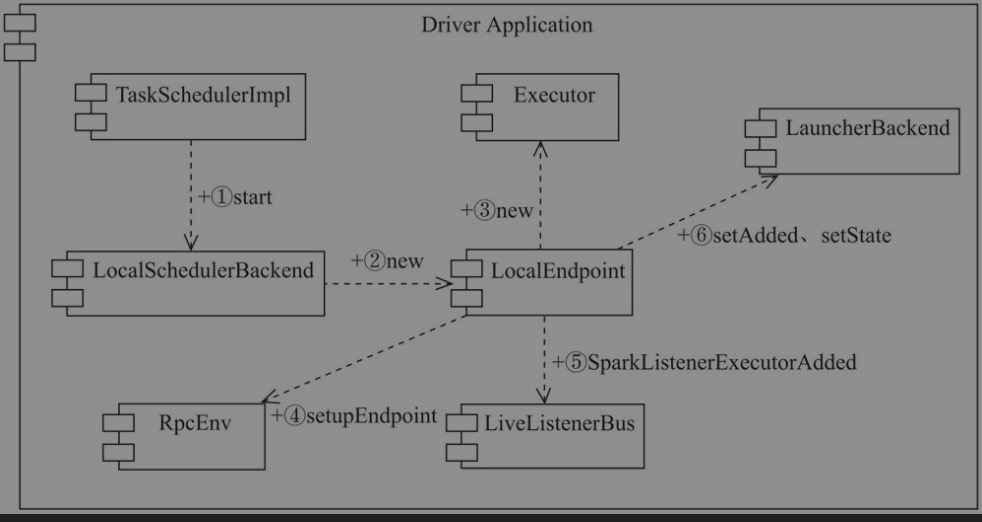 Driver Application
TaskSchedulerImpl
Executor
LauncherBackend
+①start
+③new
+⑥setAdded、setState
LocalSchedulerBackend
+②new
LocalEndpoint
+⑤SparkListenerExecutorAdded
RpcEnv
+④setupEndpoint
LiveListenerBus